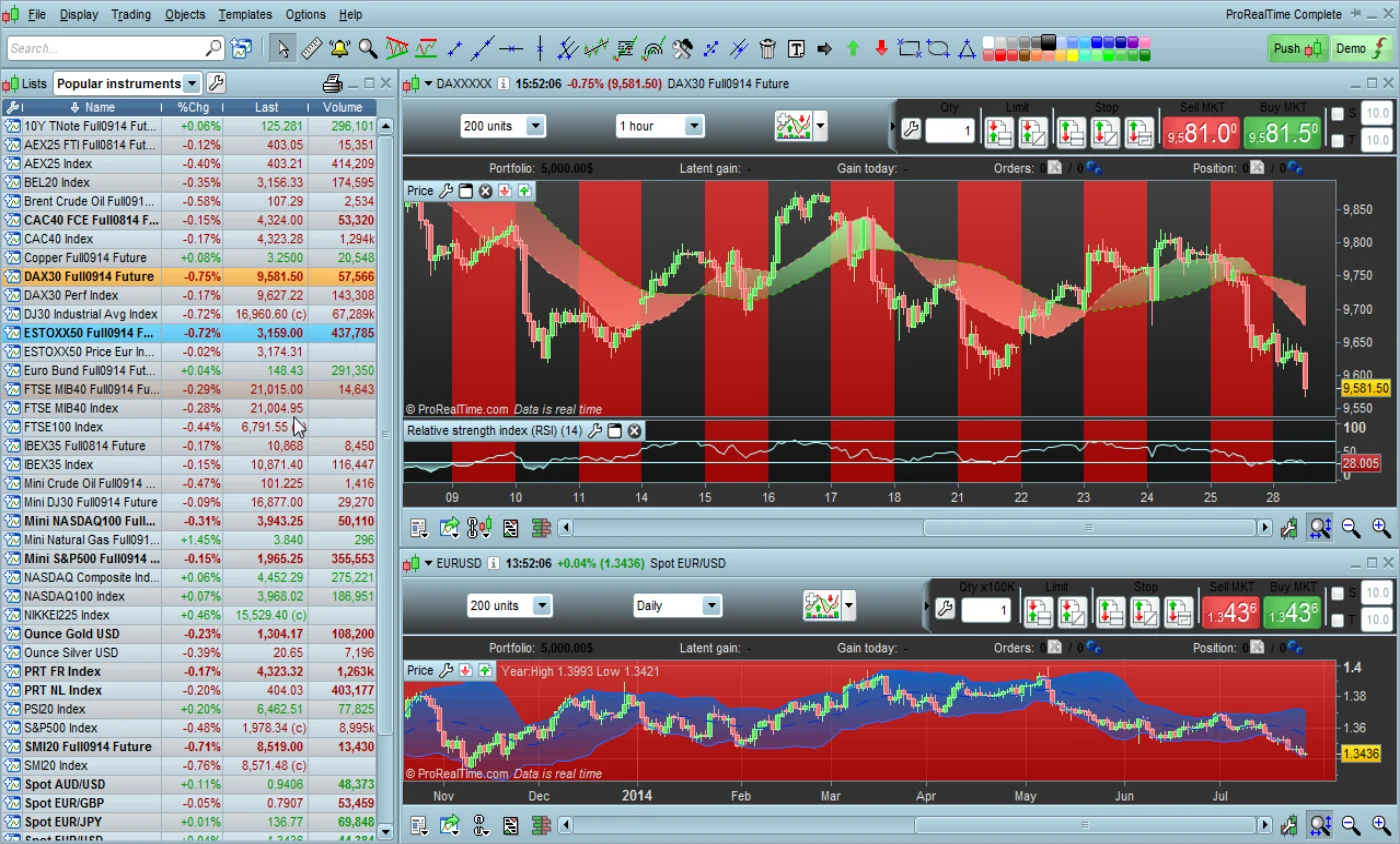 File Display Trading Objects Templates Options Help ProRealTime Complete
Search... Push Demo
Lists Popular instruments
Name %Chg Last Volume
10Y TNote Full0914 Fut... +0.06% 125.281 296,101
AEX25 FTI Full0814 Fut... -0.12% 403.05 15,351
AEX25 Index -0.40% 403.21 414,209
BEL20 Index -0.35% 3,156.33 174,595
Brent Crude Oil Full091... -0.58% 107.29 2,534
CAC40 FCE Full0814 F... -0.15% 4,324.00 53,320
CAC40 Index -0.17% 4,323.28 1,294k
Copper Full0914 Future +0.08% 3.2500 20,548
DAX30 Full0914 Future -0.75% 9,581.50 57,566
DAX30 Perf Index -0.17% 9,627.22 143,308
DJ30 Industrial Avg Index -0.72% 16,960.60 (c) 67,289k
ESTOXX50 Full0914 F... -0.72% 3,159.00 437,785
ESTOXX50 Price Eur In... -0.02% 3,174.31
Euro Bund Full0914 Fut... +0.04% 148.43 291,350
FTSE MIB40 Full0914 Fu... -0.29% 21,015.00 14,643
FTSE MIB40 Index -0.28% 21,004.95
FTSE100 Index -0.44% 6,791.55
IBEX35 Full0814 Future -0.17% 10,868 8,450
IBEX35 Index -0.15% 10,871.40 116,447
Mini Crude Oil Full0914 ... -0.47% 101.225 1,416
Mini DJ30 Full0914 Future -0.09% 16,877.00 29,270
Mini NASDAQ100 Full... -0.31% 3,943.25 50,110
Mini Natural Gas Full091... +1.45% 3.840 296
Mini S&P500 Full0914 ... -0.15% 1,965.25 355,553
NASDAQ Composite Ind... +0.06% 4,452.29 275,221
NASDAQ100 Index +0.07% 3,968.02 186,951
NIKKEI225 Index +0.46% 15,529.40 (c)
Ounce Gold USD -0.23% 1,304.17 108,200
Ounce Silver USD -0.39% 20.65 7,196
PRT FR Index -0.17% 4,323.32 1,263k
PRT NL Index -0.20% 404.03 403,177
PSI20 Index +0.20% 6,462.51 77,825
S&P500 Index -0.48% 1,978.34 (c) 8,995k
SMI20 Full0914 Future -0.71% 8,519.00 13,430
SMI20 Index -0.76% 8,571.48 (c)
Spot AUD/USD +0.11% 0.9406 48,373
Spot EUR/GBP -0.05% 0.7907 53,459
Spot EUR/JPY +0.01% 136.77 69,848
Spot EUR/USD +0.04% 1.3436 44,284
DAXXXXX 15:52:06 -0.75% (9,581.50) DAX30 Full0914 Future
Qty Limit Stop Sell MKT Buy MKT S 10.0
200 units 1 hour 1 9,581.0⁰ 9,581.5⁰ T 10.0
Portfolio: 5,000.00$ Latent gain: - Gain today: - Orders: 0 / 0 Position: 0 / 0
Price
9,850
9,800
9,750
9,700
9,650
9,600
9,581.50
9,550
© ProRealTime.com Data is real time
Relative strength index (RSI) (14)
100
50
28.005
0
09 10 11 14 15 16 17 18 21 22 23 24 25 28
EURUSD 13:52:06 +0.04% (1.3436) Spot EUR/USD
Qty x100K Limit Stop Sell MKT Buy MKT S 10.0
200 units Daily 1 1.343⁶ 1.343⁶ T 10.0
Portfolio: 5,000.00$ Latent gain: - Gain today: - Orders: 0 / 0 Position: 0 / 0
Price Year:High 1.3993 Low 1.3421
1.4
1.38
1.36
1.3436
© ProRealTime.com Data is real time
Nov Dec 2014 Feb Mar Apr May Jun Jul